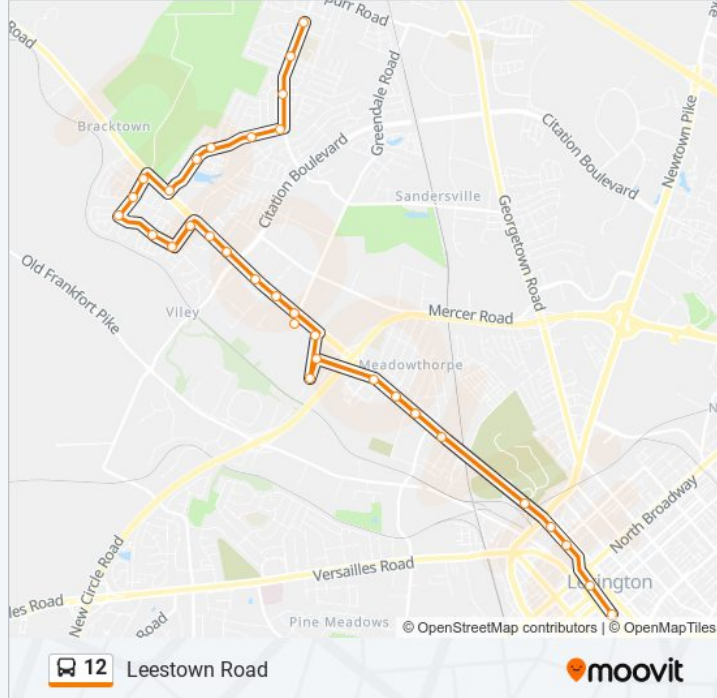 purr Road
Road
Greendale Road
Bracktown
Citation Boulevard
Citation Boulevard
Newtown Pike
Sandersville
Georgetown Road
Old Frankfort Pike
Viley
Mercer Road
Meadowthorpe
N
North Broadway
New Circle Road
Versailles Road
Lexington
les Road
Road
Pine Meadows
© OpenStreetMap contributors | © OpenMapTiles
12 Leestown Road
moovit